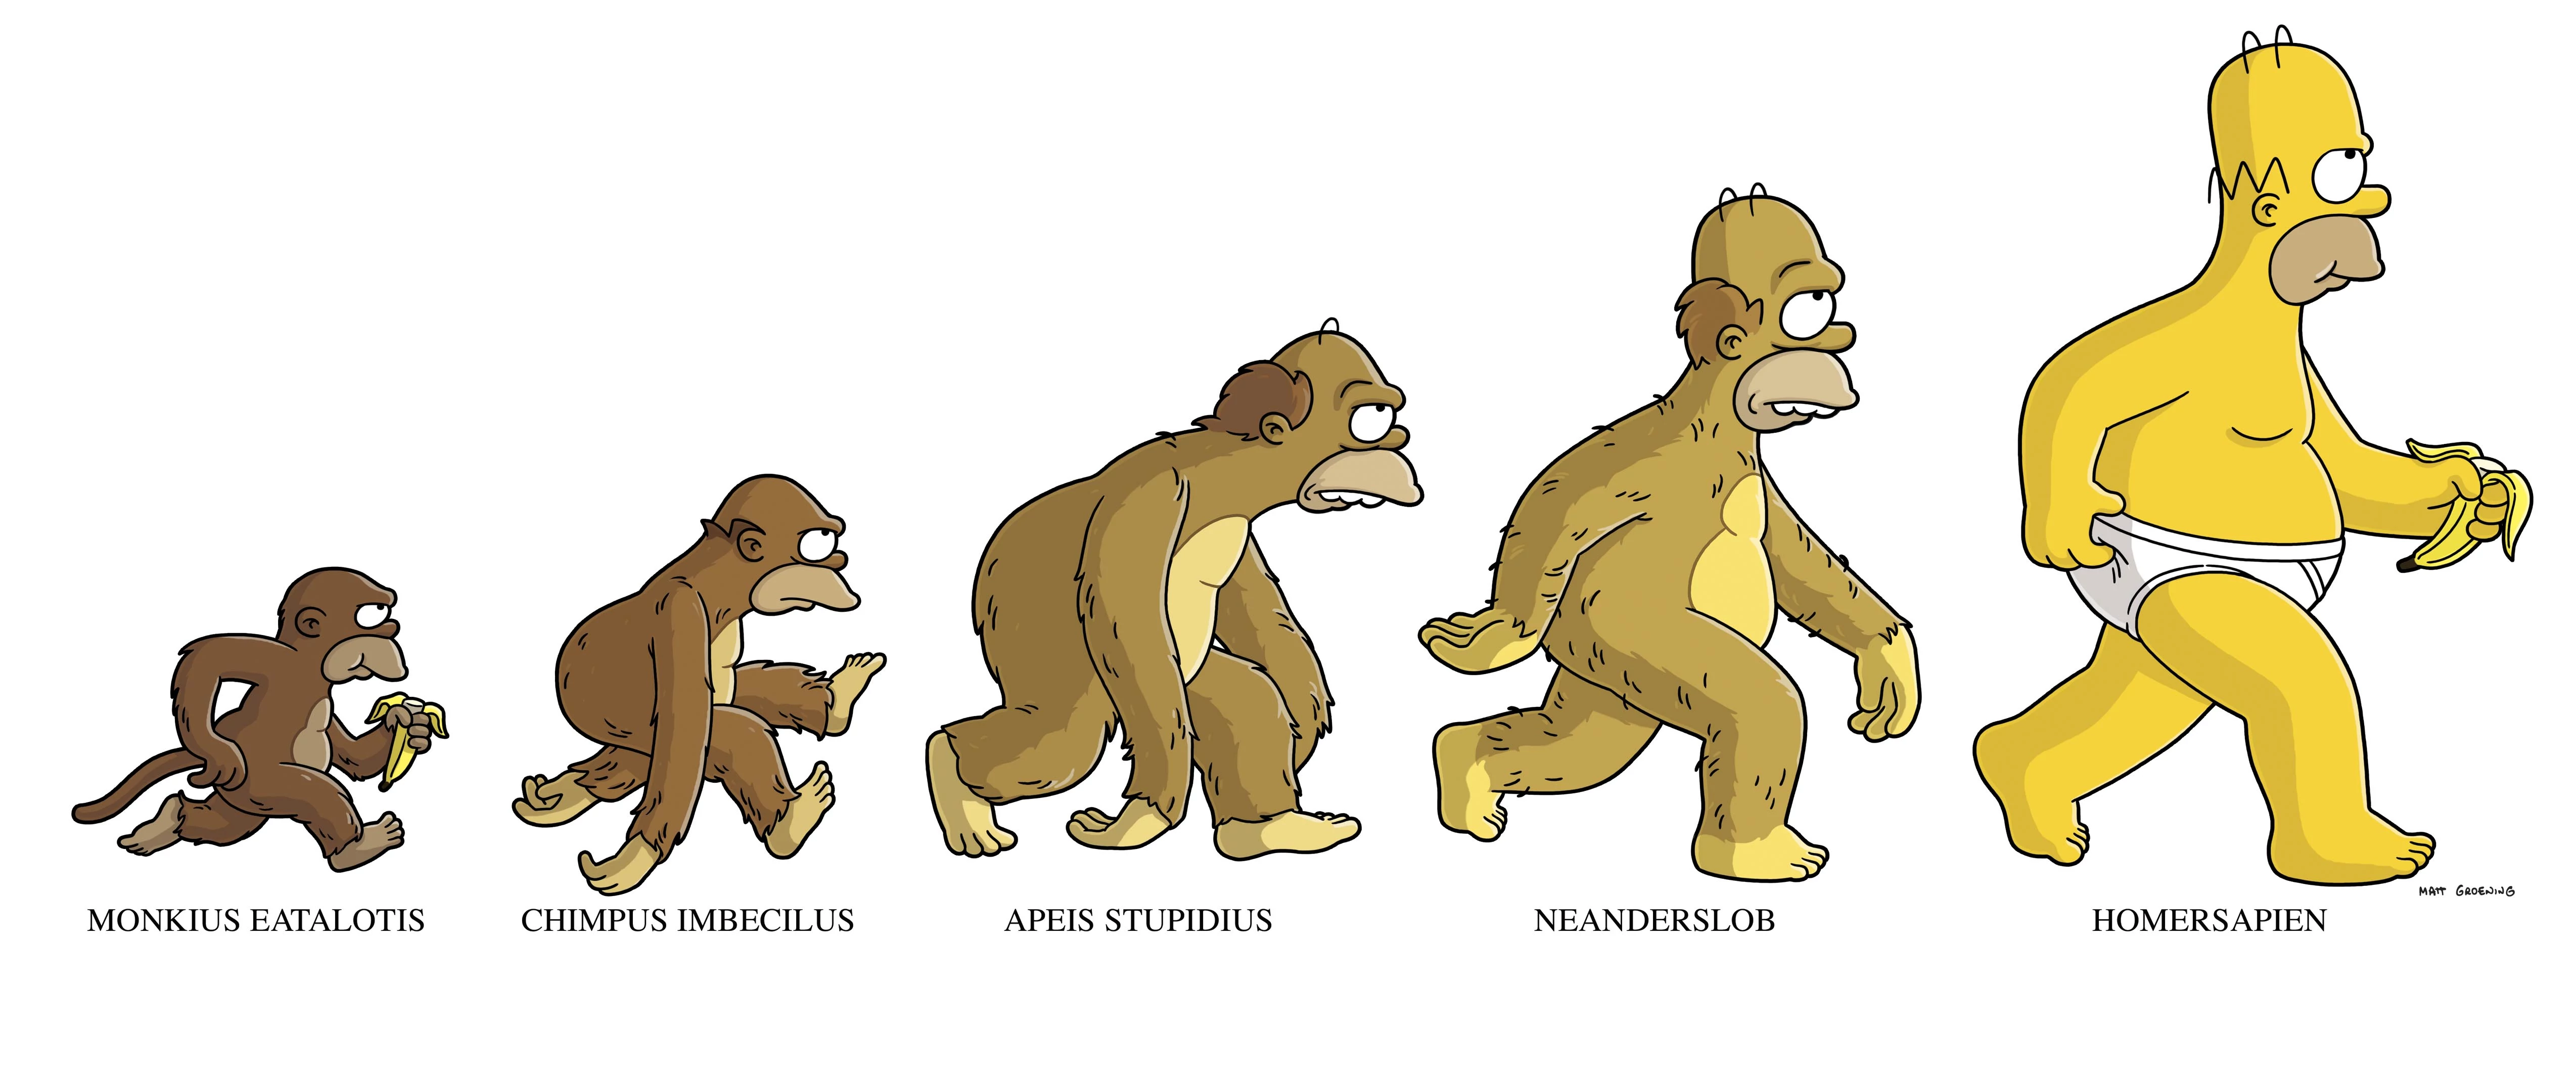 MATT GROENING
MONKIUS EATALOTIS
CHIMPUS IMBECILUS
APEIS STUPIDIUS
NEANDERSLOB
HOMERSAPIEN